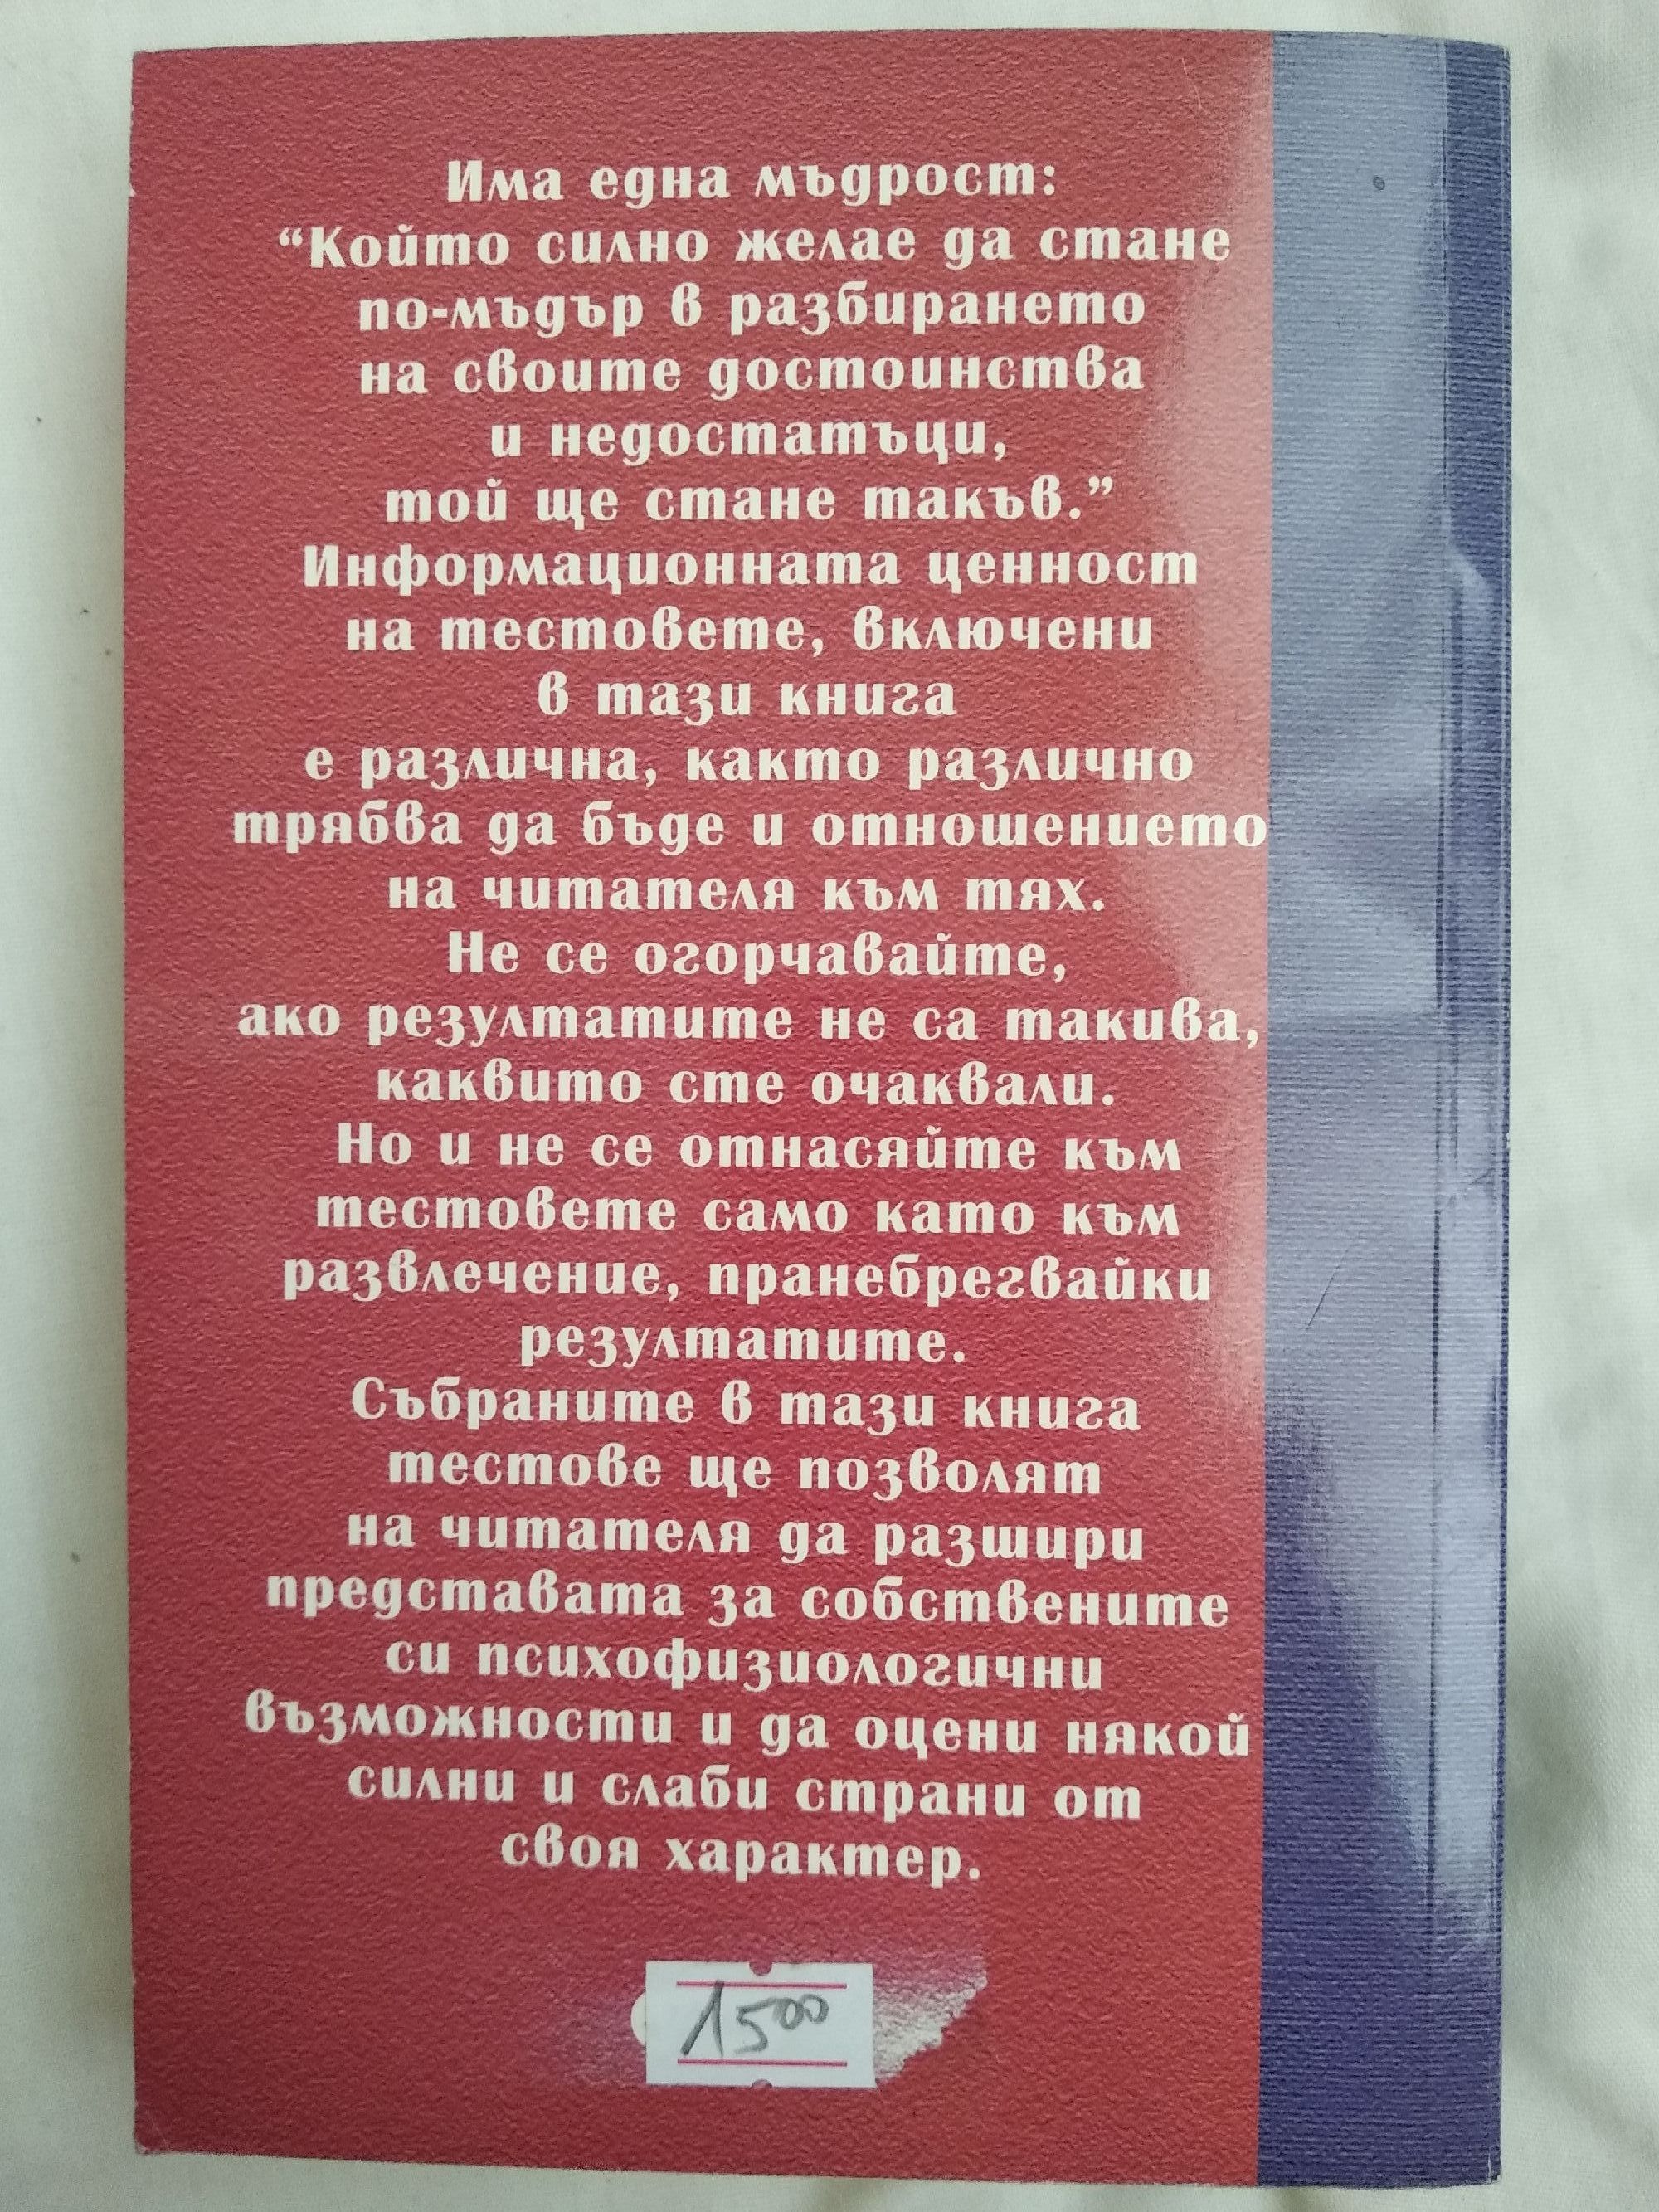 Има една мъдрост:
“Който силно желае да стане
по-мъдър в разбирането
на своите достоинства
и недостатъци,
той ще стане такъв.”
Информационната ценност
на тестовете, включени
в тази книга
е различна, както различно
трябва да бъде и отношението
на читателя към тях.
Не се огорчавайте,
ако резултатите не са такива,
каквито сте очаквали.
Но и не се отнасяйте към
тестовете само като към
развлечение, пранебрегвайки
резултатите.
Събраните в тази книга
тестове ще позволят
на читателя да разшири
представата за собствените
си психофизиологични
възможности и да оцени някой
силни и слаби страни от
своя характер.
1500